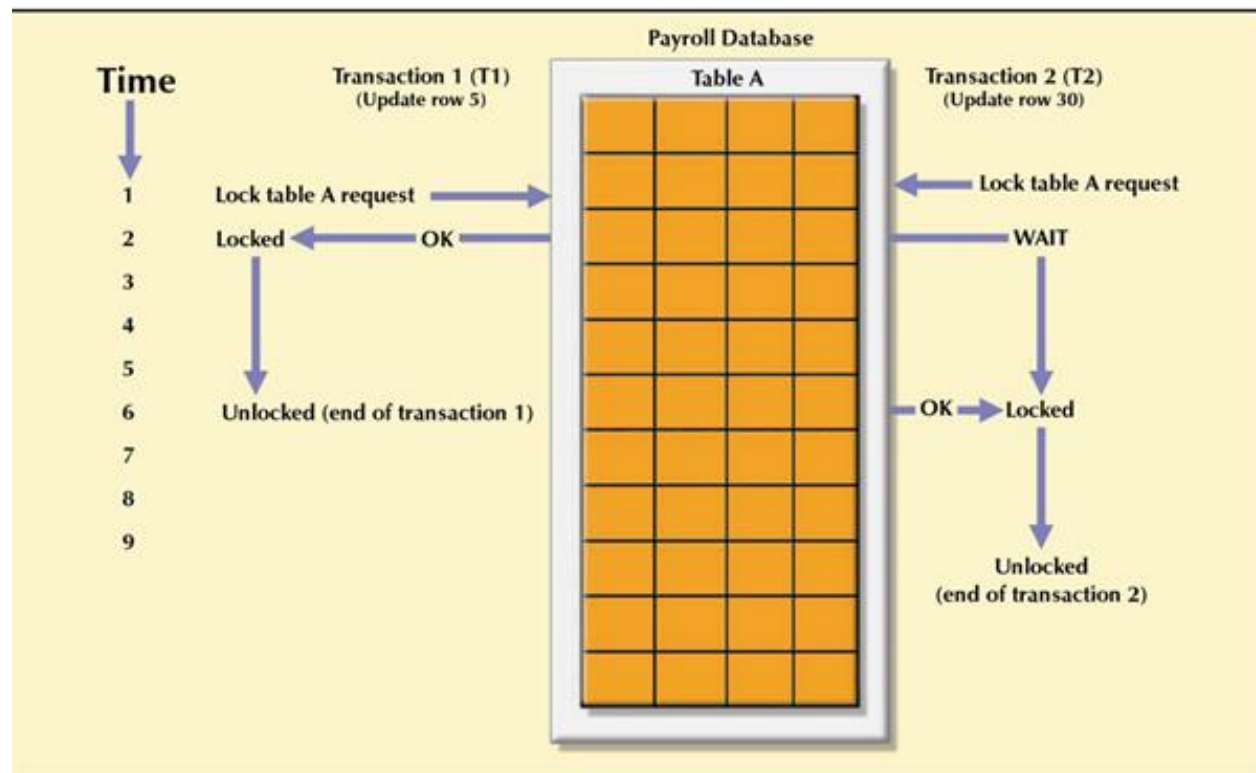 Payroll Database
Time
Transaction 1 (T1)
(Update row 5)
Table A
Transaction 2 (T2)
(Update row 30)
1
Lock table A request
Lock table A request
2
Locked
OK
WAIT
3
4
5
6
Unlocked (end of transaction 1)
OK
Locked
7
8
9
Unlocked
(end of transaction 2)